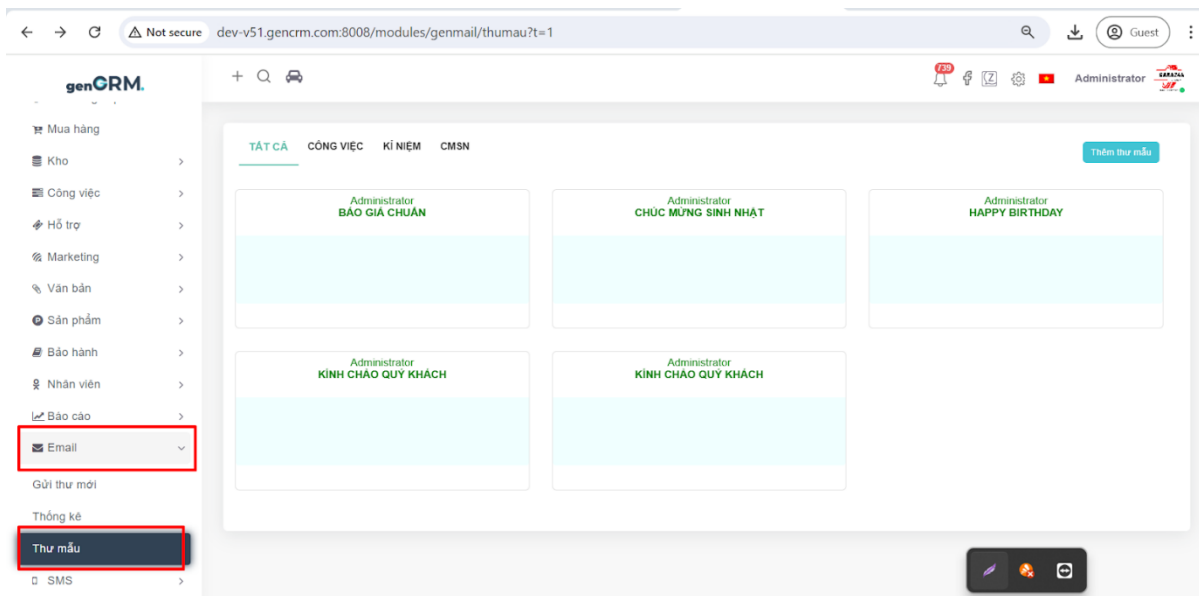 Not secure dev-v51.gencrm.com:8008/modules/genmail/thumau?t=1 Guest
genCRM. 739 Administrator
Mua hàng
TẤT CẢ CÔNG VIỆC KỈ NIỆM CMSN Thêm thư mẫu
Kho
Công việc
Administrator Administrator Administrator
BÁO GIÁ CHUẨN CHÚC MỪNG SINH NHẬT HAPPY BIRTHDAY
Hỗ trợ
Marketing
Văn bản
Sản phẩm
Bảo hành
Administrator Administrator
KÍNH CHÀO QUÝ KHÁCH KÍNH CHÀO QUÝ KHÁCH
Nhân viên
Báo cáo
Email
Gửi thư mới
Thống kê
Thư mẫu
SMS